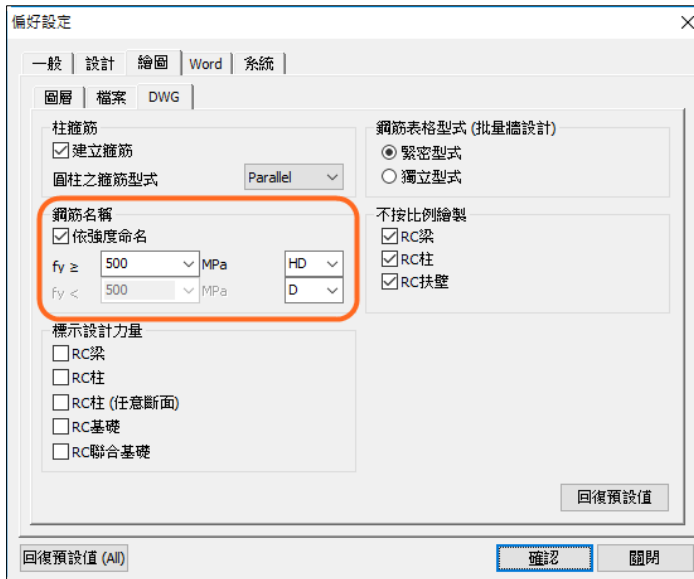 偏好設定
一般 設計 繪圖 Word 系統
圖層 檔案 DWG
柱箍筋
建立箍筋
圓柱之箍筋型式 Parallel
鋼筋名稱
依強度命名
fy ≥ 500 MPa HD
fy < 500 MPa D
標示設計力量
RC梁
RC柱
RC柱 (任意斷面)
RC基礎
RC聯合基礎
鋼筋表格型式 (批量牆設計)
緊密型式
獨立型式
不按比例繪製
RC梁
RC柱
RC扶壁
回復預設值
回復預設值 (All) 確認 關閉